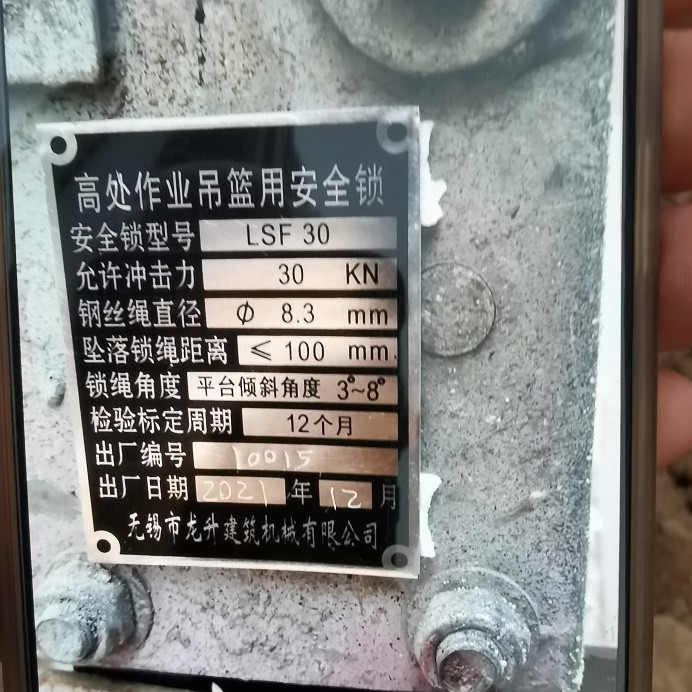 高处作业吊篮用安全锁
安全锁型号 LSF 30
允许冲击力 30 KN
钢丝绳直径 Φ 8.3 mm
坠落锁绳距离 ≤ 100 mm.
锁绳角度 平台倾斜角度 3°~8°
检验标定周期 12个月
出厂编号 10015
出厂日期 2021 年 12 月
无锡市龙升建筑机械有限公司